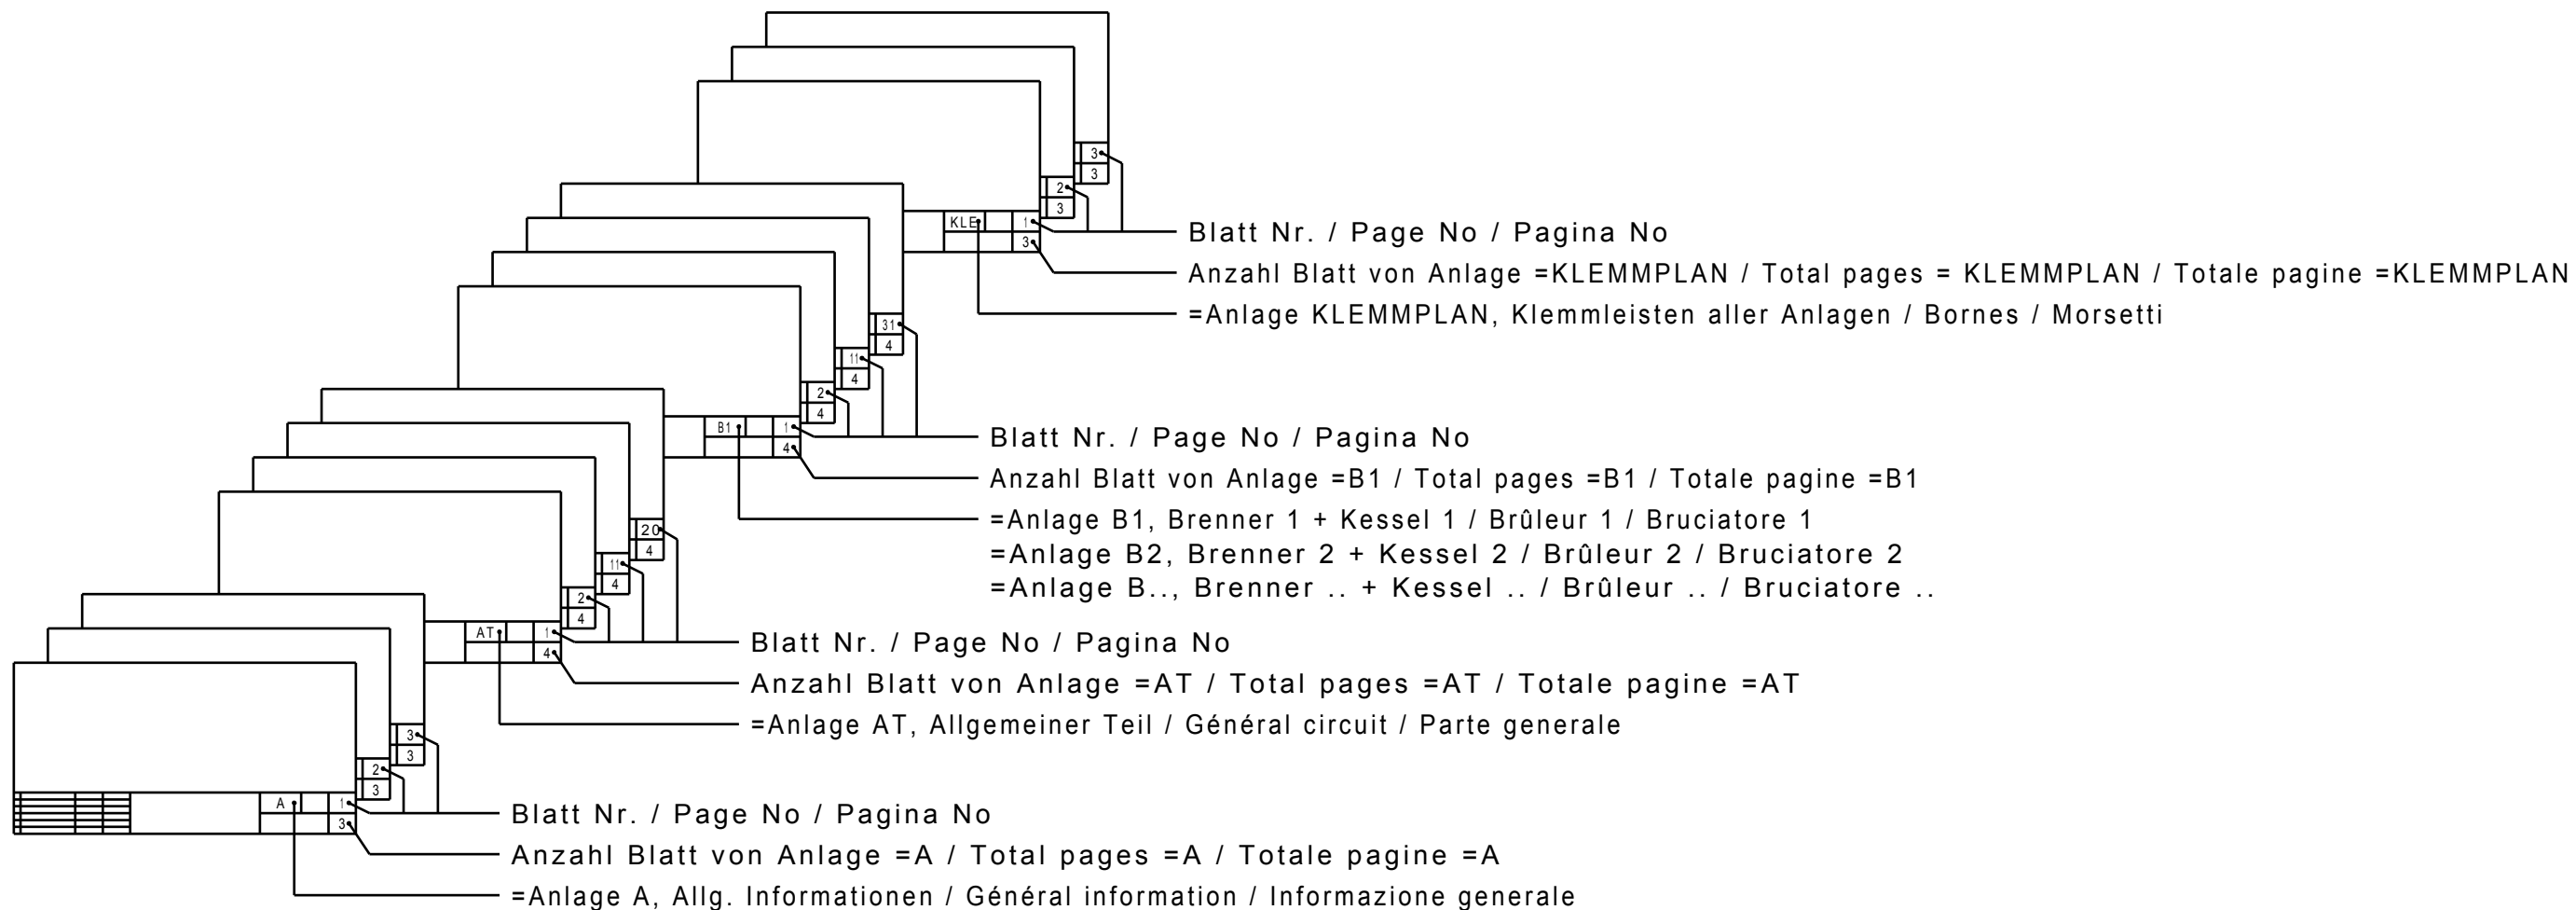 3
3
2
3
KLE 1
3
Blatt Nr. / Page No / Pagina No
Anzahl Blatt von Anlage =KLEMMPLAN / Total pages = KLEMMPLAN / Totale pagine =KLEMMPLAN
=Anlage KLEMMPLAN, Klemmleisten aller Anlagen / Bornes / Morsetti
31
4
11
4
2
4
B1 1
4
Blatt Nr. / Page No / Pagina No
Anzahl Blatt von Anlage =B1 / Total pages =B1 / Totale pagine =B1
=Anlage B1, Brenner 1 + Kessel 1 / Brûleur 1 / Bruciatore 1
=Anlage B2, Brenner 2 + Kessel 2 / Brûleur 2 / Bruciatore 2
=Anlage B.., Brenner .. + Kessel .. / Brûleur .. / Bruciatore ..
20
4
11
4
2
4
AT 1
4
Blatt Nr. / Page No / Pagina No
Anzahl Blatt von Anlage =AT / Total pages =AT / Totale pagine =AT
=Anlage AT, Allgemeiner Teil / Général circuit / Parte generale
3
3
2
3
A 1
3
Blatt Nr. / Page No / Pagina No
Anzahl Blatt von Anlage =A / Total pages =A / Totale pagine =A
=Anlage A, Allg. Informationen / Général information / Informazione generale